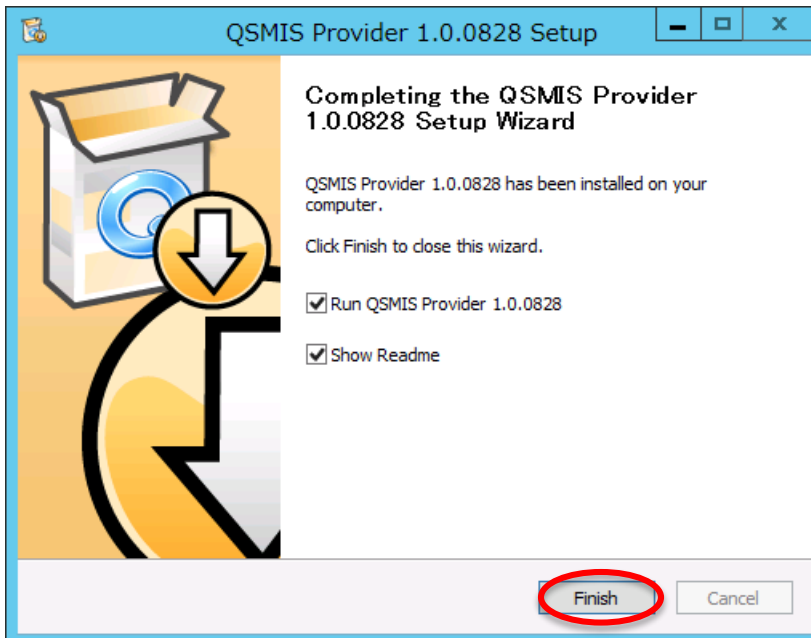 QSMIS Provider 1.0.0828 Setup
Completing the QSMIS Provider
1.0.0828 Setup Wizard
QSMIS Provider 1.0.0828 has been installed on your
computer.
Click Finish to close this wizard.
Run QSMIS Provider 1.0.0828
Show Readme
Finish
Cancel